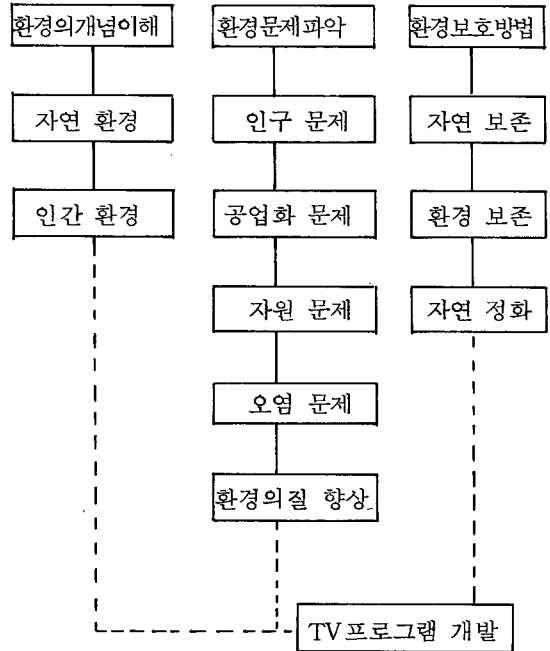 환경의개념이해
환경문제파악
환경보호방법
자연 환경
인구 문제
자연 보존
인간 환경
공업화 문제
환경 보존
자원 문제
자연 정화
오염 문제
환경의질 향상
TV프로그램 개발